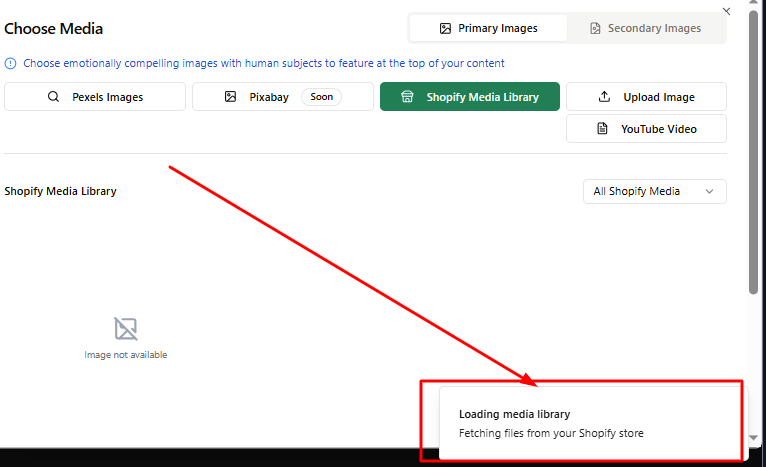 Choose Media
Primary Images
Secondary Images
Choose emotionally compelling images with human subjects to feature at the top of your content
Pexels Images
Pixabay
Soon
Shopify Media Library
Upload Image
YouTube Video
Shopify Media Library
All Shopify Media
Image not available
Loading media library
Fetching files from your Shopify store